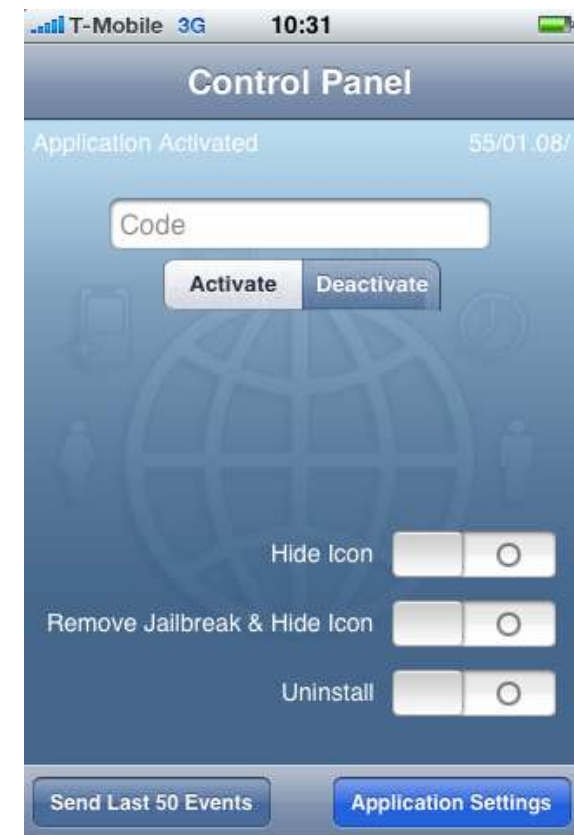 T-Mobile 3G 10:31
Control Panel
Application Activated 55/01.08/
Code
Activate Deactivate
Hide Icon
Remove Jailbreak & Hide Icon
Uninstall
Send Last 50 Events Application Settings